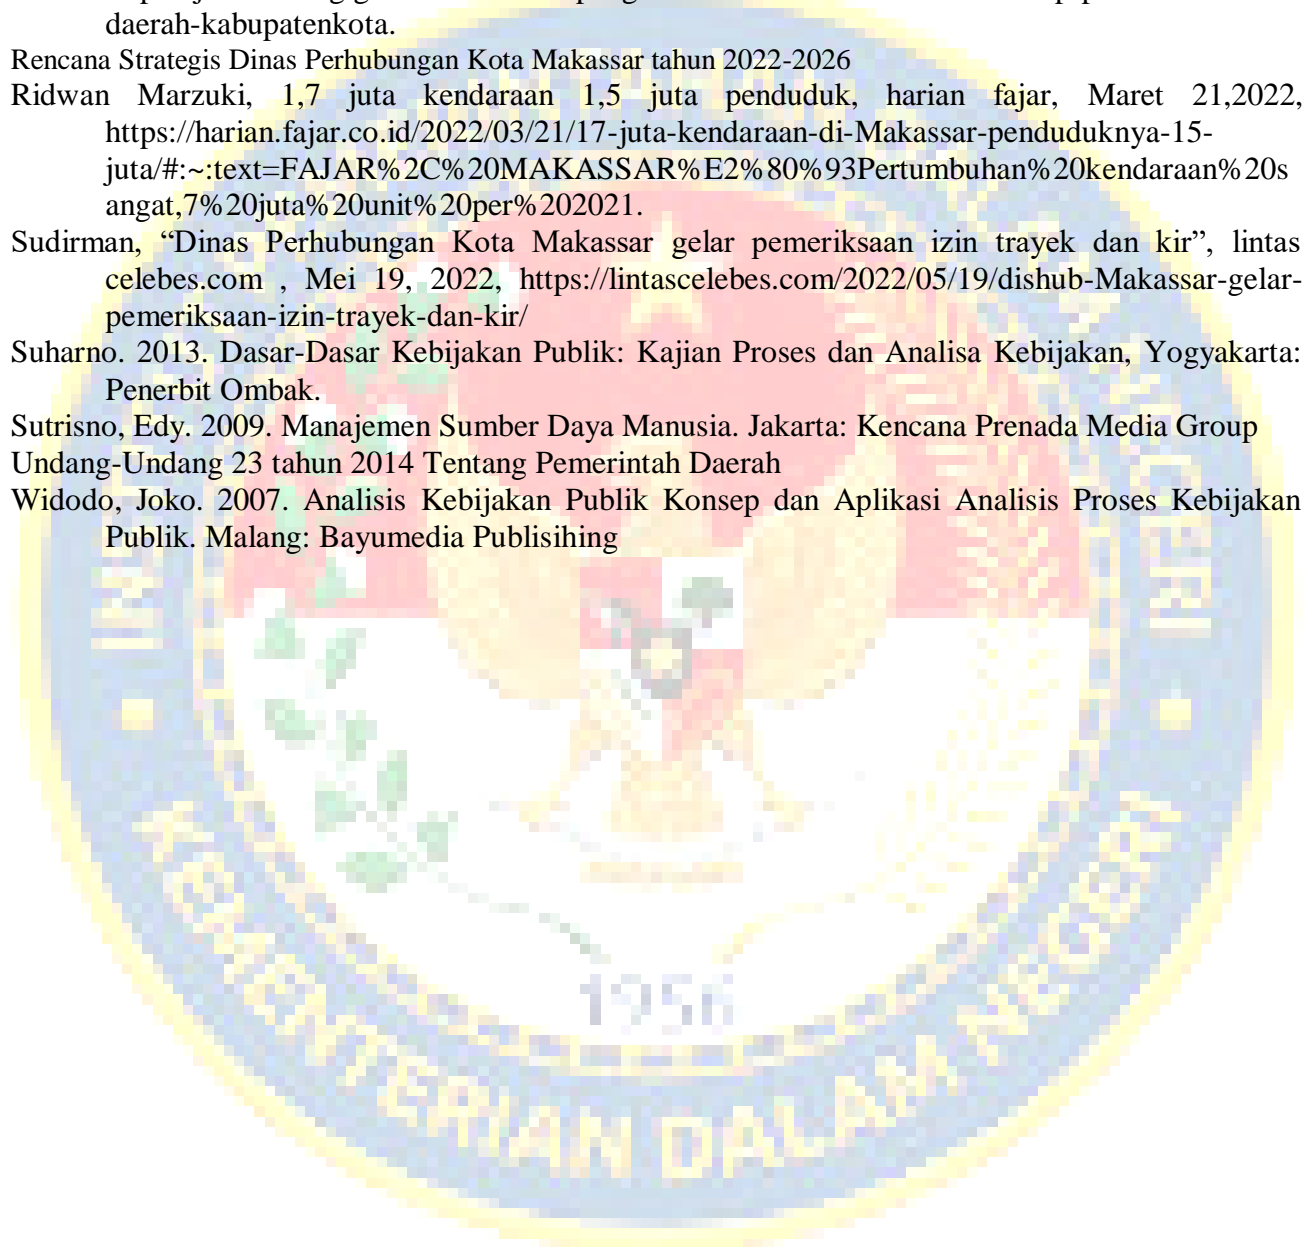 daerah-kabupatenkota.
Rencana Strategis Dinas Perhubungan Kota Makassar tahun 2022-2026
Ridwan Marzuki, 1,7 juta kendaraan 1,5 juta penduduk, harian fajar, Maret 21,2022,
https://harian.fajar.co.id/2022/03/21/17-juta-kendaraan-di-Makassar-penduduknya-15-
juta/#:~:text=FAJAR%2C%20MAKASSAR%E2%80%93Pertumbuhan%20kendaraan%20s
angat,7%20juta%20unit%20per%202021.
Sudirman, “Dinas Perhubungan Kota Makassar gelar pemeriksaan izin trayek dan kir”, lintas
celebes.com , Mei 19, 2022, https://lintascelebes.com/2022/05/19/dishub-Makassar-gelar-
pemeriksaan-izin-trayek-dan-kir/
Suharno. 2013. Dasar-Dasar Kebijakan Publik: Kajian Proses dan Analisa Kebijakan, Yogyakarta:
Penerbit Ombak.
Sutrisno, Edy. 2009. Manajemen Sumber Daya Manusia. Jakarta: Kencana Prenada Media Group
Undang-Undang 23 tahun 2014 Tentang Pemerintah Daerah
Widodo, Joko. 2007. Analisis Kebijakan Publik Konsep dan Aplikasi Analisis Proses Kebijakan
Publik. Malang: Bayumedia Publisihing
1956
KEMENTERIAN DALAM NEGERI